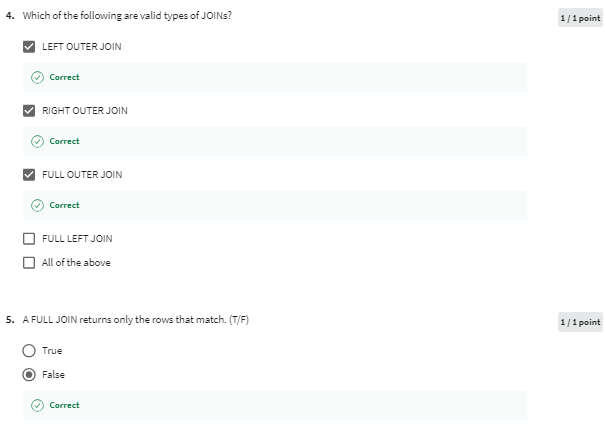 4. Which of the following are valid types of JOINs?
1 / 1 point
LEFT OUTER JOIN
Correct
RIGHT OUTER JOIN
Correct
FULL OUTER JOIN
Correct
FULL LEFT JOIN
All of the above
5. A FULL JOIN returns only the rows that match. (T/F)
1 / 1 point
True
False
Correct